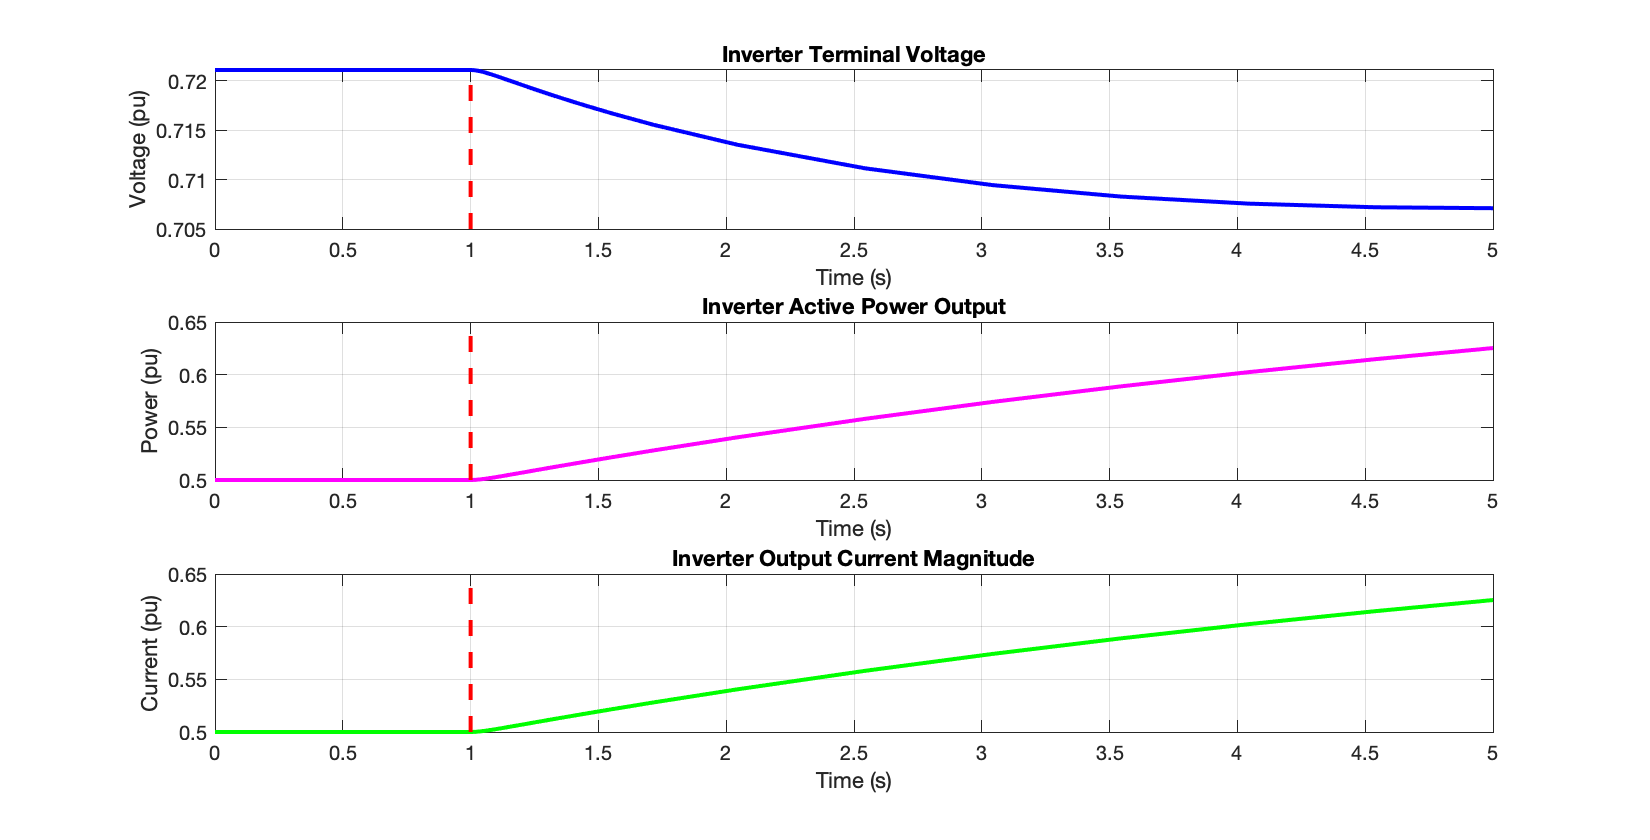 Inverter Terminal Voltage
Voltage (pu)
0.72
0.715
0.71
0.705
0 0.5 1 1.5 2 2.5 3 3.5 4 4.5 5
Time (s)
Inverter Active Power Output
Power (pu)
0.65
0.6
0.55
0.5
0 0.5 1 1.5 2 2.5 3 3.5 4 4.5 5
Time (s)
Inverter Output Current Magnitude
Current (pu)
0.65
0.6
0.55
0.5
0 0.5 1 1.5 2 2.5 3 3.5 4 4.5 5
Time (s)